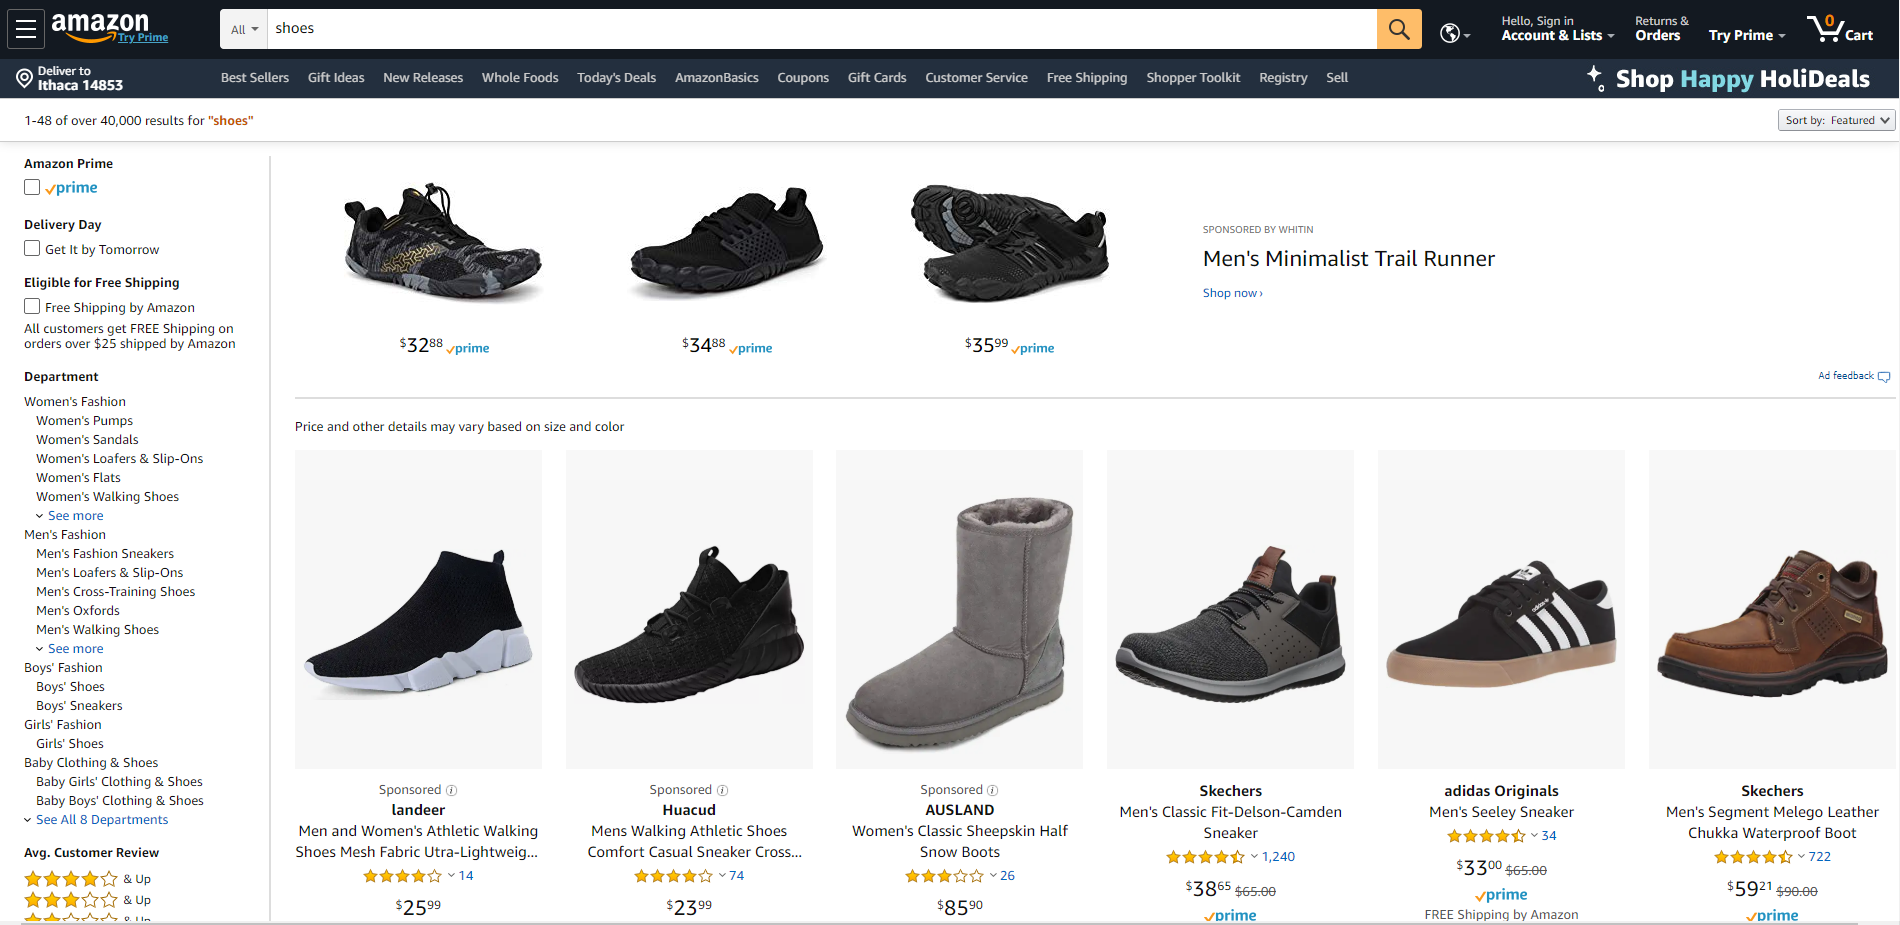 amazon
Try Prime
All
shoes
Hello, Sign in
Account & Lists
Returns &
Orders
Try Prime
0
Cart
Deliver to
Ithaca 14853
Best Sellers
Gift Ideas
New Releases
Whole Foods
Today's Deals
AmazonBasics
Coupons
Gift Cards
Customer Service
Free Shipping
Shopper Toolkit
Registry
Sell
Shop Happy HoliDeals
1-48 of over 40,000 results for "shoes"
Sort by: Featured
Amazon Prime
prime
Delivery Day
Get It by Tomorrow
Eligible for Free Shipping
Free Shipping by Amazon
All customers get FREE Shipping on
orders over $25 shipped by Amazon
Department
Women's Fashion
Women's Pumps
Women's Sandals
Women's Loafers & Slip-Ons
Women's Flats
Women's Walking Shoes
See more
Men's Fashion
Men's Fashion Sneakers
Men's Loafers & Slip-Ons
Men's Cross-Training Shoes
Men's Oxfords
Men's Walking Shoes
See more
Boys' Fashion
Boys' Shoes
Boys' Sneakers
Girls' Fashion
Girls' Shoes
Baby Clothing & Shoes
Baby Girls' Clothing & Shoes
Baby Boys' Clothing & Shoes
See All 8 Departments
Avg. Customer Review
& Up
& Up
& Up
$32 88 prime
$34 88 prime
$35 99 prime
SPONSORED BY WHITIN
Men's Minimalist Trail Runner
Shop now ›
Ad feedback
Price and other details may vary based on size and color
Sponsored
landeer
Men and Women's Athletic Walking
Shoes Mesh Fabric Utra-Lightweig...
14
$25 99
Sponsored
Huacud
Mens Walking Athletic Shoes
Comfort Casual Sneaker Cross...
74
$23 99
Sponsored
AUSLAND
Women's Classic Sheepskin Half
Snow Boots
26
$85 90
Skechers
Men's Classic Fit-Delson-Camden
Sneaker
1,240
$38 65 $65.00
prime
adidas
adidas Originals
Men's Seeley Sneaker
34
$33 00 $65.00
prime
FREE Shipping by Amazon
Skechers
Men's Segment Melego Leather
Chukka Waterproof Boot
722
$59 21 $90.00
prime